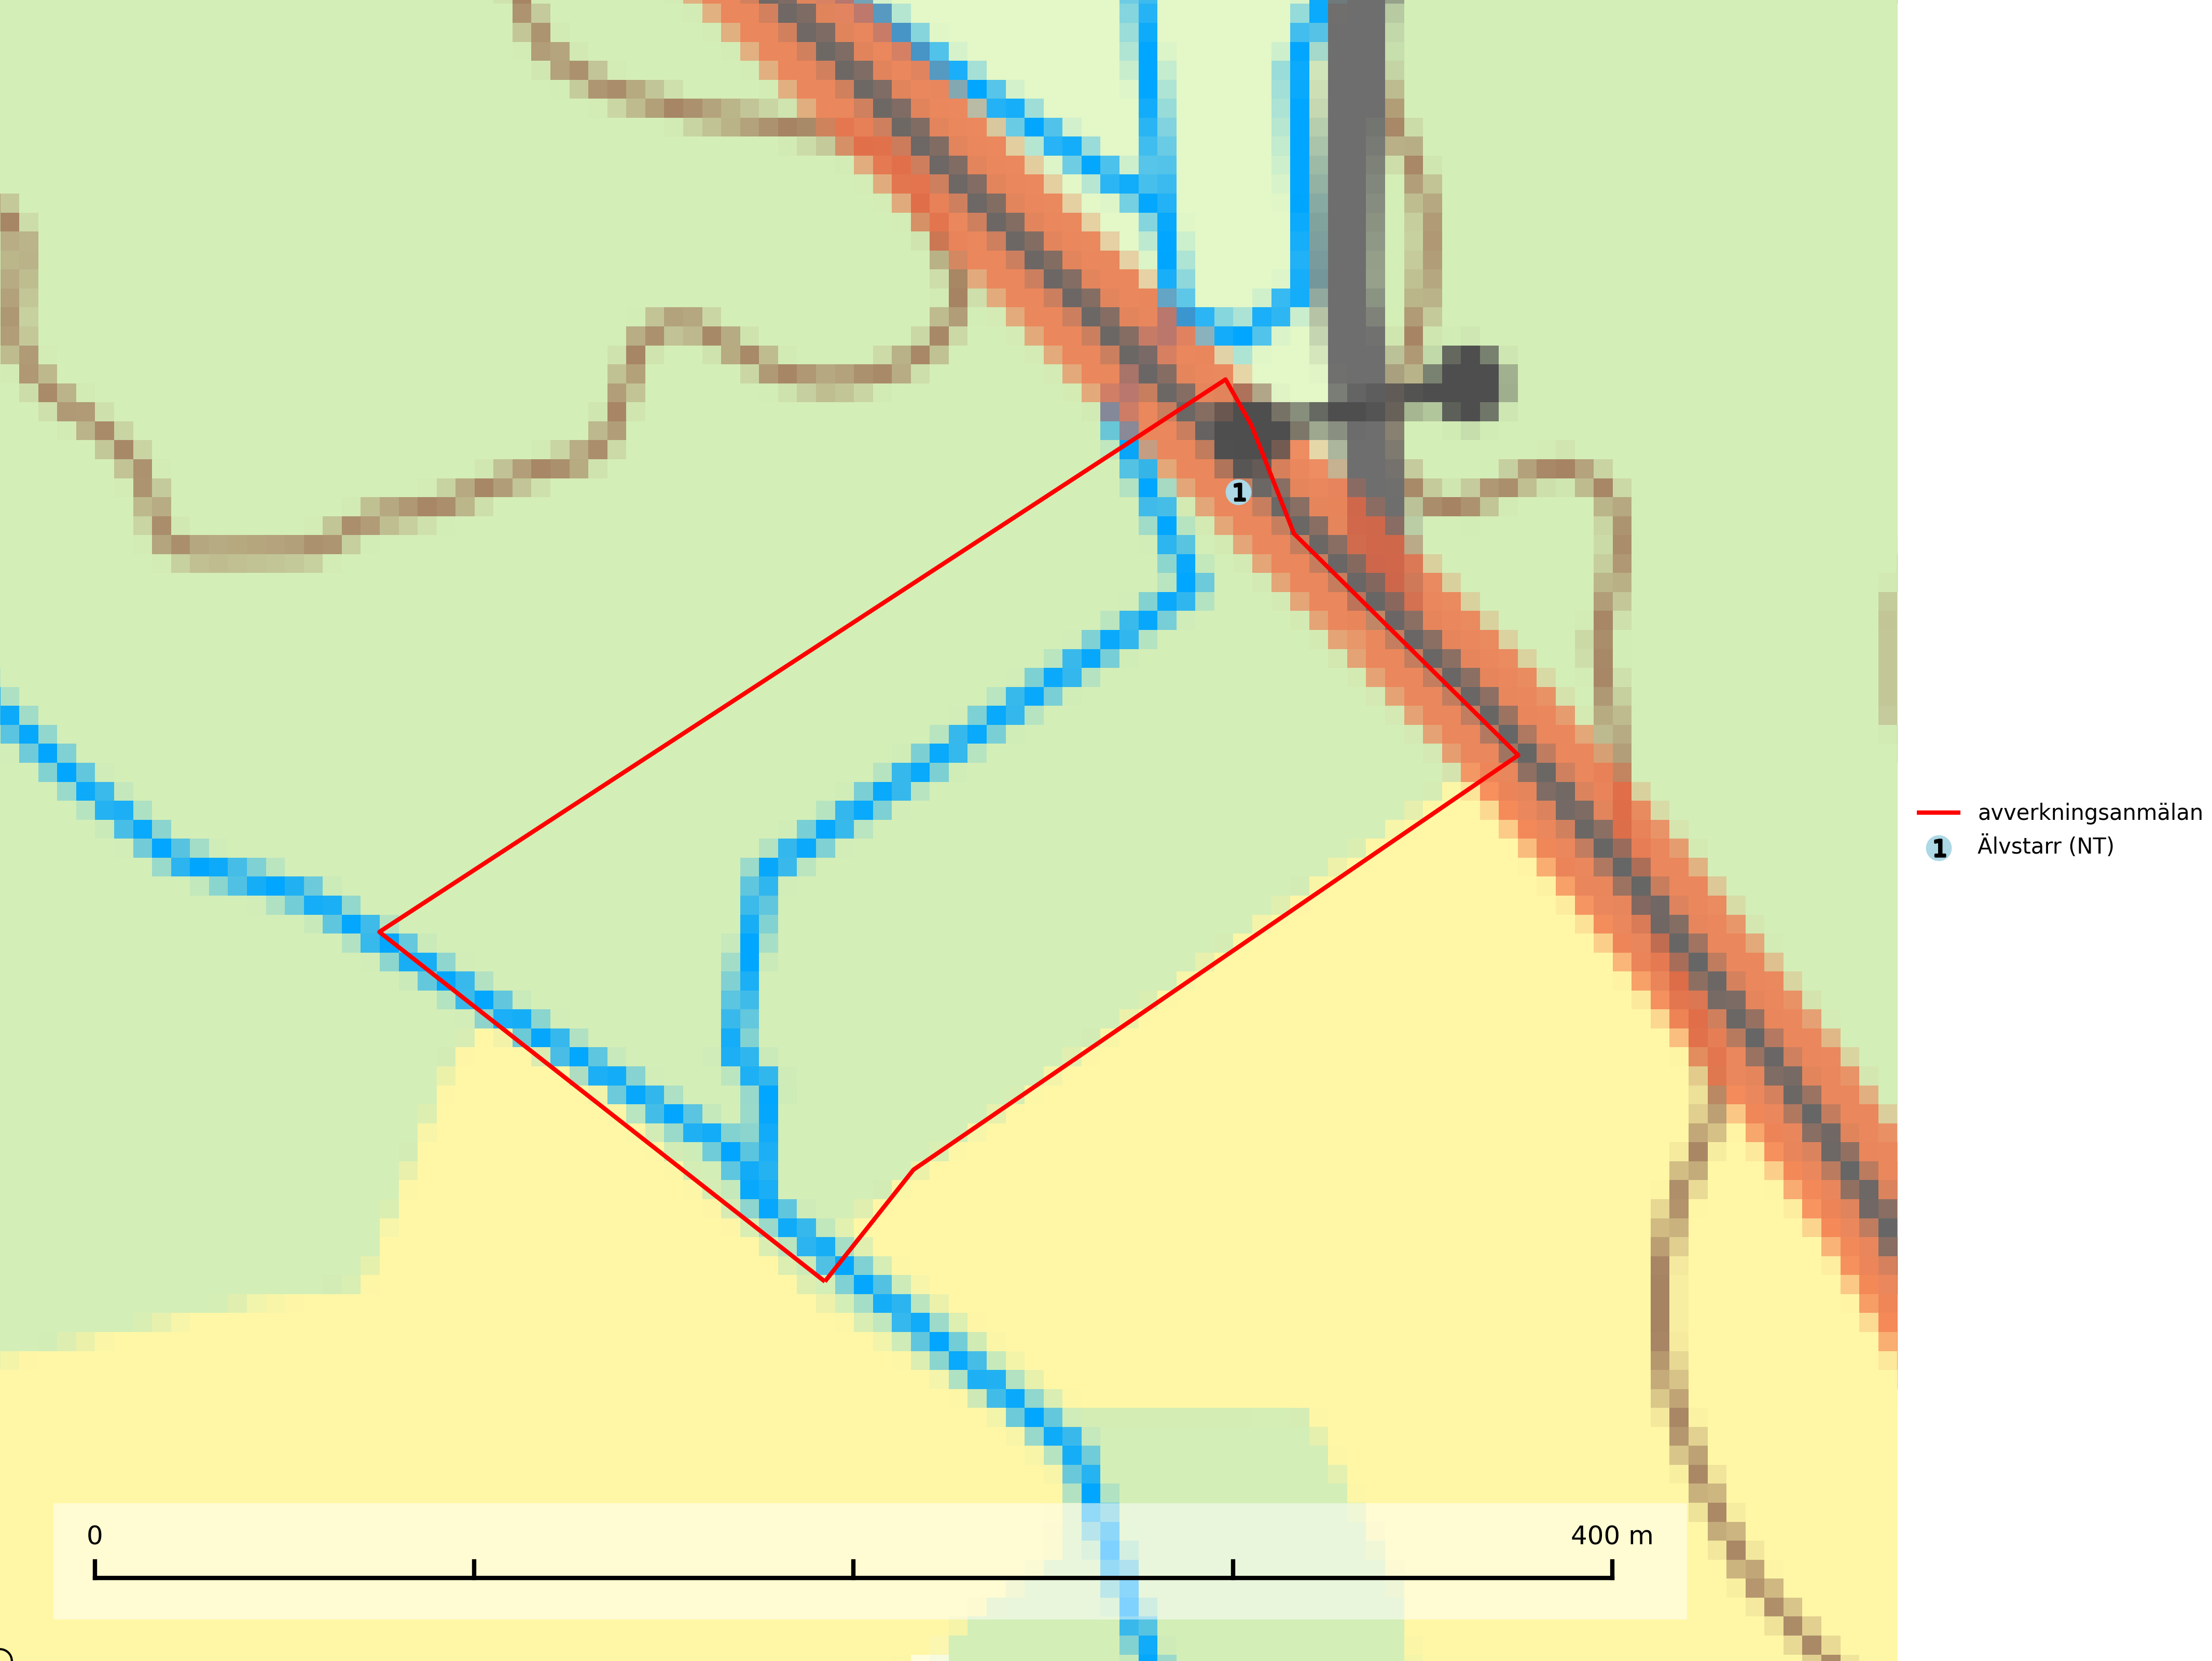 1
avverkningsanmälan
1 Älvstarr (NT)
0 400 m